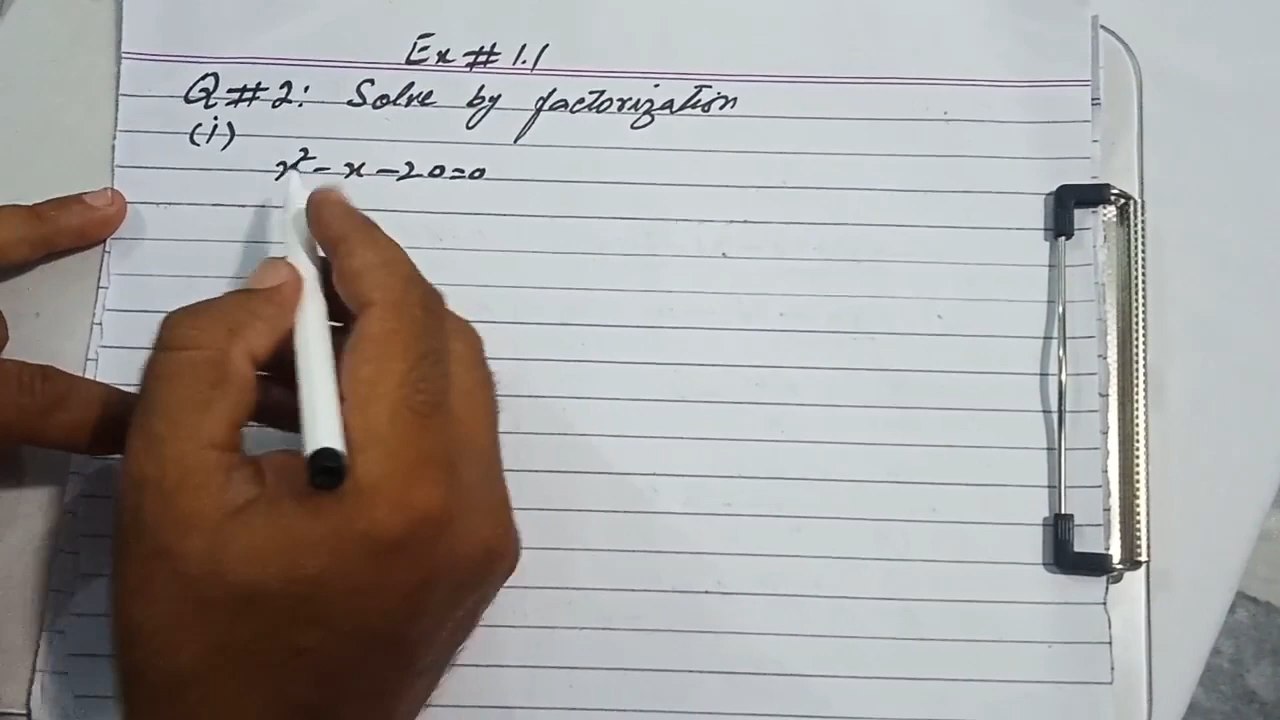 Ex # 1.1
Q # 2: Solve by factorization
(i)
x² - x - 20 = 0